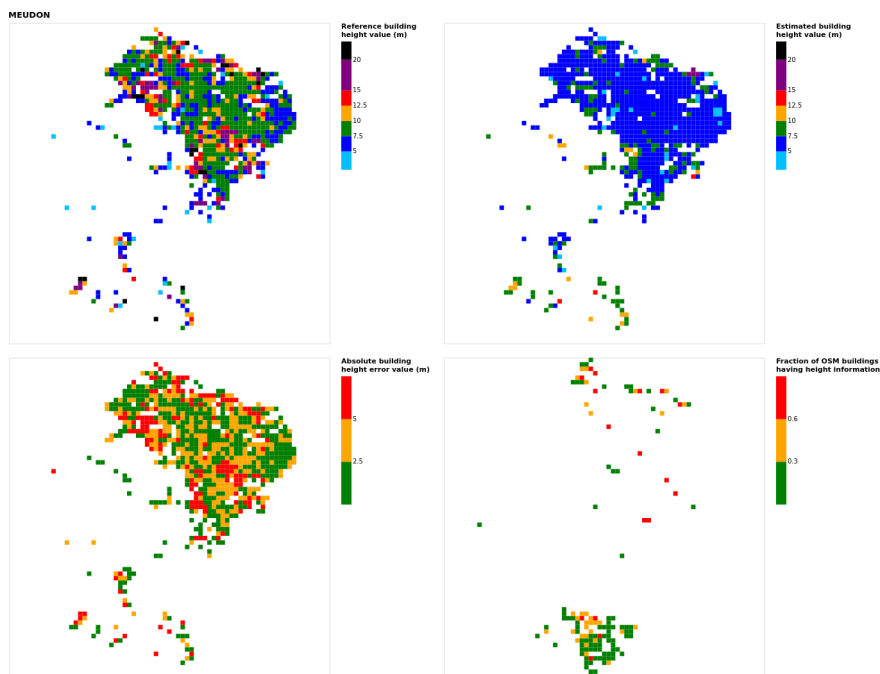 MEUDON
Reference building
height value (m)
20
15
12.5
10
7.5
5
Estimated building
height value (m)
20
15
12.5
10
7.5
5
Absolute building
height error value (m)
5
2.5
Fraction of OSM buildings
having height information
0.6
0.3